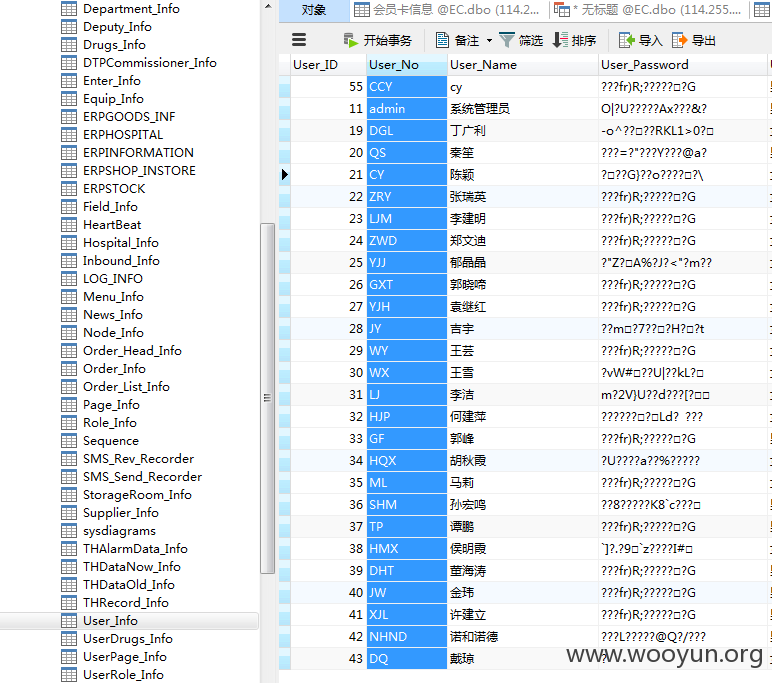 对象
会员卡信息 @EC.dbo (114.2...
* 无标题 @EC.dbo (114.255....
开始事务
备注
筛选
排序
导入
导出
Department_Info
Deputy_Info
Drugs_Info
DTPCommissioner_Info
Enter_Info
Equip_Info
ERPGOODS_INF
ERPHOSPITAL
ERPINFORMATION
ERPSHOP_INSTORE
ERPSTOCK
Field_Info
HeartBeat
Hospital_Info
Inbound_Info
LOG_INFO
Menu_Info
News_Info
Node_Info
Order_Head_Info
Order_Info
Order_List_Info
Page_Info
Role_Info
Sequence
SMS_Rev_Recorder
SMS_Send_Recorder
StorageRoom_Info
Supplier_Info
sysdiagrams
THAlarmData_Info
THDataNow_Info
THDataOld_Info
THRecord_Info
User_Info
UserDrugs_Info
UserPage_Info
UserRole_Info
User_ID User_No User_Name User_Password
55 CCY cy ???fr)R;?????□?G
11 admin 系统管理员 O|?U?????Ax???&?
19 DGL 丁广利 -o^??□??RKL1>0?□
20 QS 秦笙 ???=?"???Y???@a?
21 CY 陈颖 ?□??G}??o????□?\
22 ZRY 张瑞英 ???fr)R;?????□?G
23 LJM 李建明 ???fr)R;?????□?G
24 ZWD 郑文迪 ???fr)R;?????□?G
25 YJJ 郁晶晶 ?"Z?□A%?J?<"?m??
26 GXT 郭晓啼 ???fr)R;?????□?G
27 YJH 袁继红 ???fr)R;?????□?G
28 JY 吉宇 ??m□?7??□?H?□?t
29 WY 王芸 ???fr)R;?????□?G
30 WX 王雪 ?vW#□??U|??kL?□
31 LJ 李洁 m?2V}U??d???[?□□
32 HJP 何建萍 ??????□?□Ld? ???
33 GF 郭峰 ???fr)R;?????□?G
34 HQX 胡秋霞 ?U????a??%?????
35 ML 马莉 ???fr)R;?????□?G
36 SHM 孙宏鸣 ??8?????K8`c???□
37 TP 谭鹏 ???fr)R;?????□?G
38 HMX 侯明霞 `]?.?9□`z????I#□
39 DHT 董海涛 ???fr)R;?????□?G
40 JW 金玮 ???fr)R;?????□?G
41 XJL 许建立 ???fr)R;?????□?G
42 NHND 诺和诺德 ???L?????@Q?/???
43 DQ 戴琼
www.wooyun.org